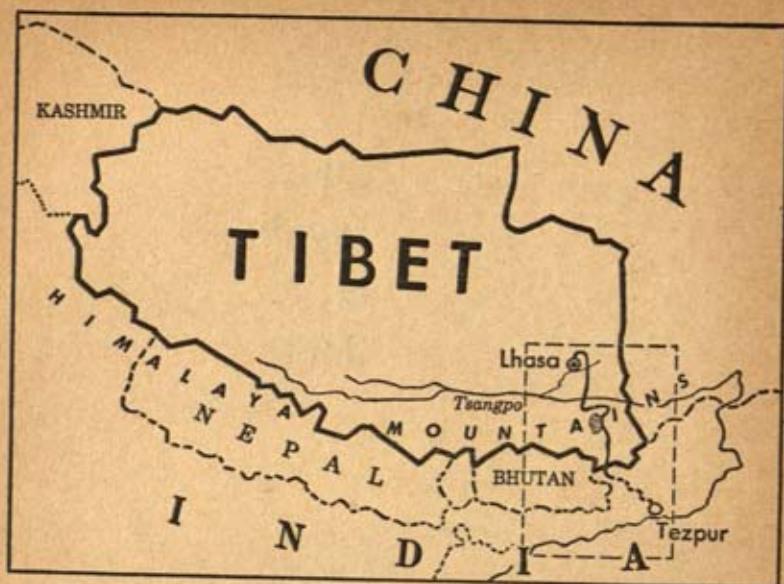 CHINA
KASHMIR
TIBET
Lhasa
Tsangpo
HIMALAYA MOUNTAINS
NEPAL
BHUTAN
Tezpur
INDIA